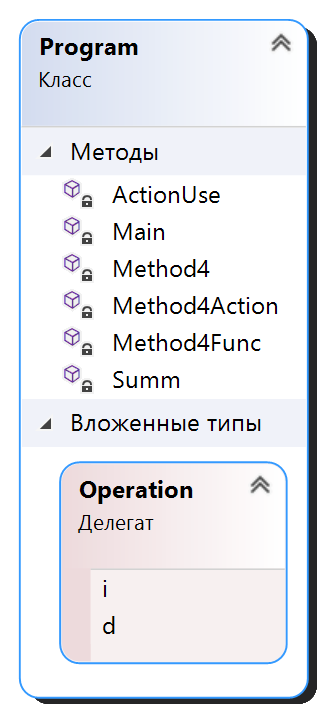 Program
Класс
Методы
ActionUse
Main
Method4
Method4Action
Method4Func
Summ
Вложенные типы
Operation
Делегат
i
d